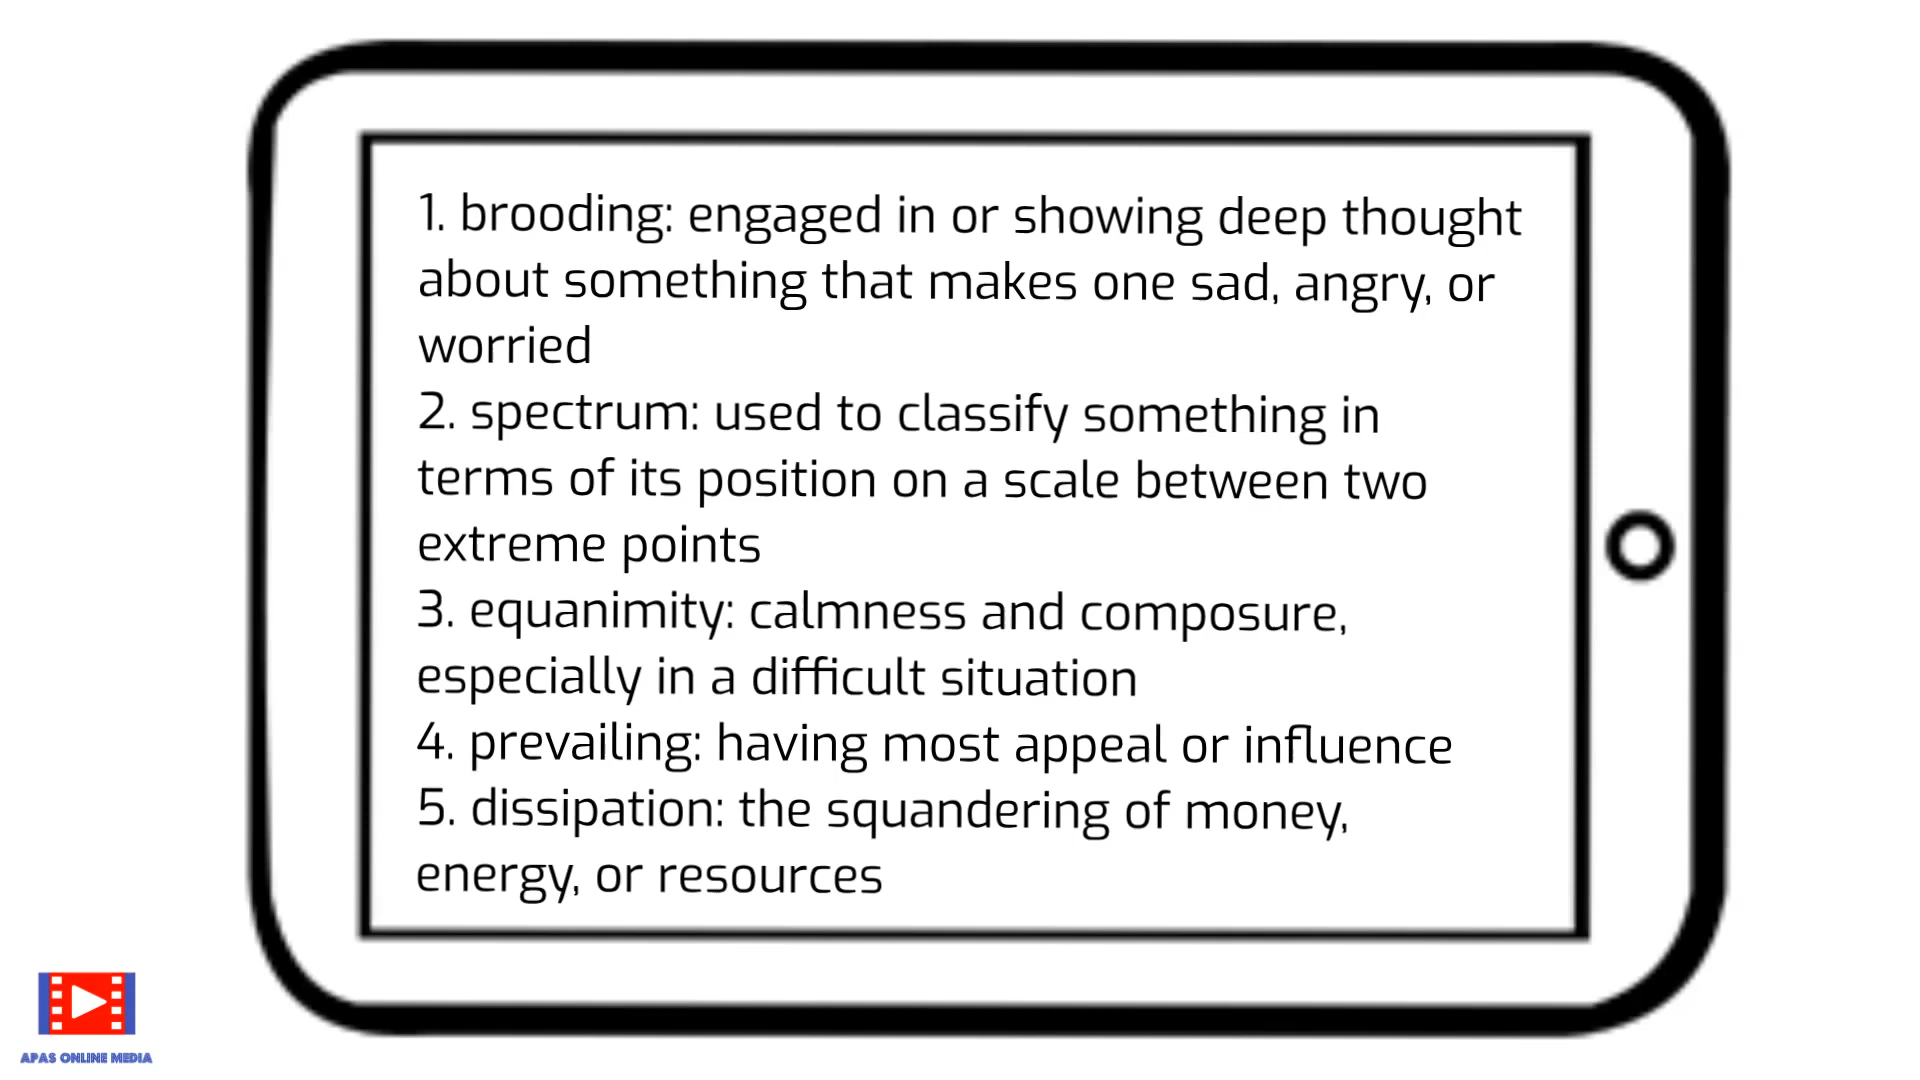 1. brooding: engaged in or showing deep thought
about something that makes one sad, angry, or
worried
2. spectrum: used to classify something in
terms of its position on a scale between two
extreme points
3. equanimity: calmness and composure,
especially in a difficult situation
4. prevailing: having most appeal or influence
5. dissipation: the squandering of money,
energy, or resources
APAS ONLINE MEDIA